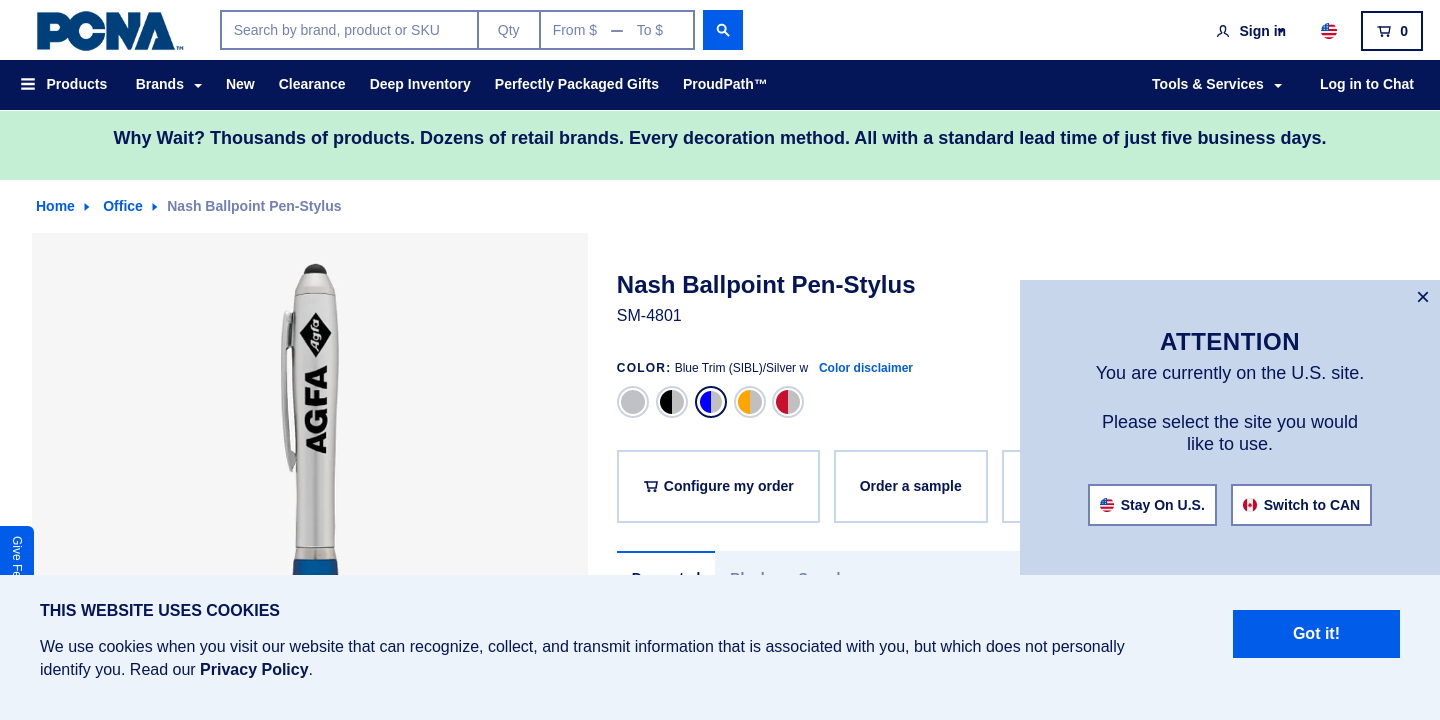 PCNA™
Search by brand, product or SKU
Qty
From $ — To $
Sign in
0
Products
Brands
New
Clearance
Deep Inventory
Perfectly Packaged Gifts
ProudPath™
Tools & Services
Log in to Chat
Why Wait? Thousands of products. Dozens of retail brands. Every decoration method. All with a standard lead time of just five business days.
Home
Office
Nash Ballpoint Pen-Stylus
Agfa
AGFA
Nash Ballpoint Pen-Stylus
SM-4801
COLOR: Blue Trim (SIBL)/Silver w
Color disclaimer
Configure my order
Order a sample
×
ATTENTION
You are currently on the U.S. site.
Please select the site you would
like to use.
Stay On U.S.
Switch to CAN
Give
THIS WEBSITE USES COOKIES
We use cookies when you visit our website that can recognize, collect, and transmit information that is associated with you, but which does not personally
identify you. Read our Privacy Policy.
Got it!